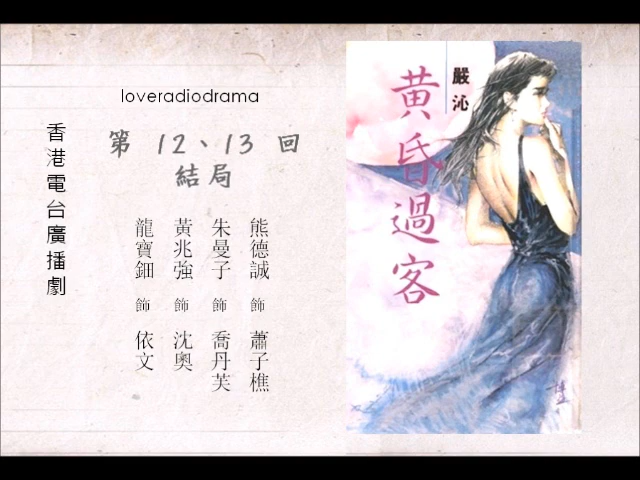 loveradiodrama
香港電台廣播劇
第 12、13 回
結局
熊德誠 飾 蕭子樵
朱曼子 飾 喬丹芙
黃兆強 飾 沈奧
龍寶鈿 飾 依文
嚴沁
黄昏過客